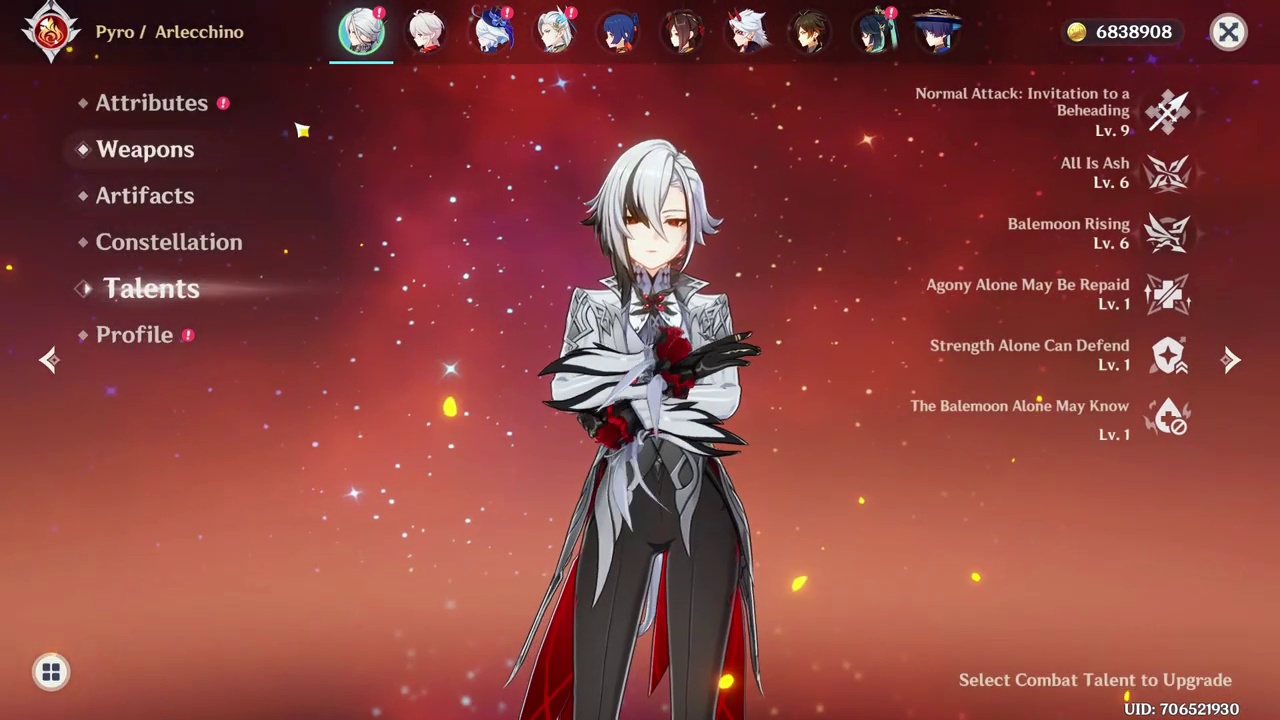 Pyro / Arlecchino
6838908
Attributes
Weapons
Artifacts
Constellation
Talents
Profile
Normal Attack: Invitation to a
Beheading
Lv. 9
All Is Ash
Lv. 6
Balemoon Rising
Lv. 6
Agony Alone May Be Repaid
Lv. 1
Strength Alone Can Defend
Lv. 1
The Balemoon Alone May Know
Lv. 1
Select Combat Talent to Upgrade
UID: 706521930